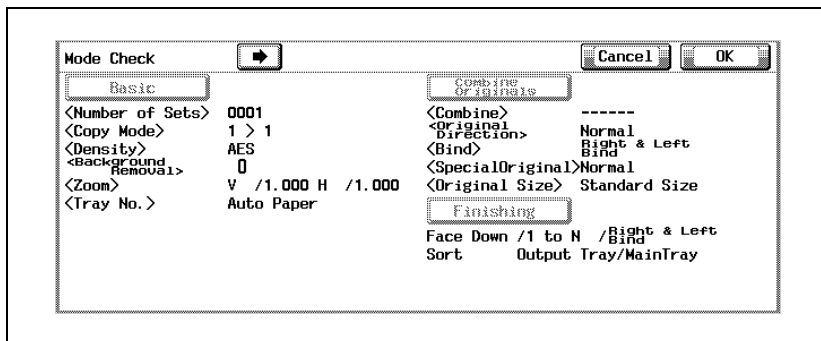 Mode Check
Cancel
OK
Basic
<Number of Sets> 0001
<Copy Mode> 1 > 1
<Density> AES
<Background
Removal> 0
<Zoom> V /1.000 H /1.000
<Tray No.> Auto Paper
Combine
Originals
<Combine> ------
<Original
Direction> Normal
<Bind> Right & Left
Bind
<SpecialOriginal>Normal
<Original Size> Standard Size
Finishing
Face Down /1 to N /Right & Left
Bind
Sort Output Tray/MainTray